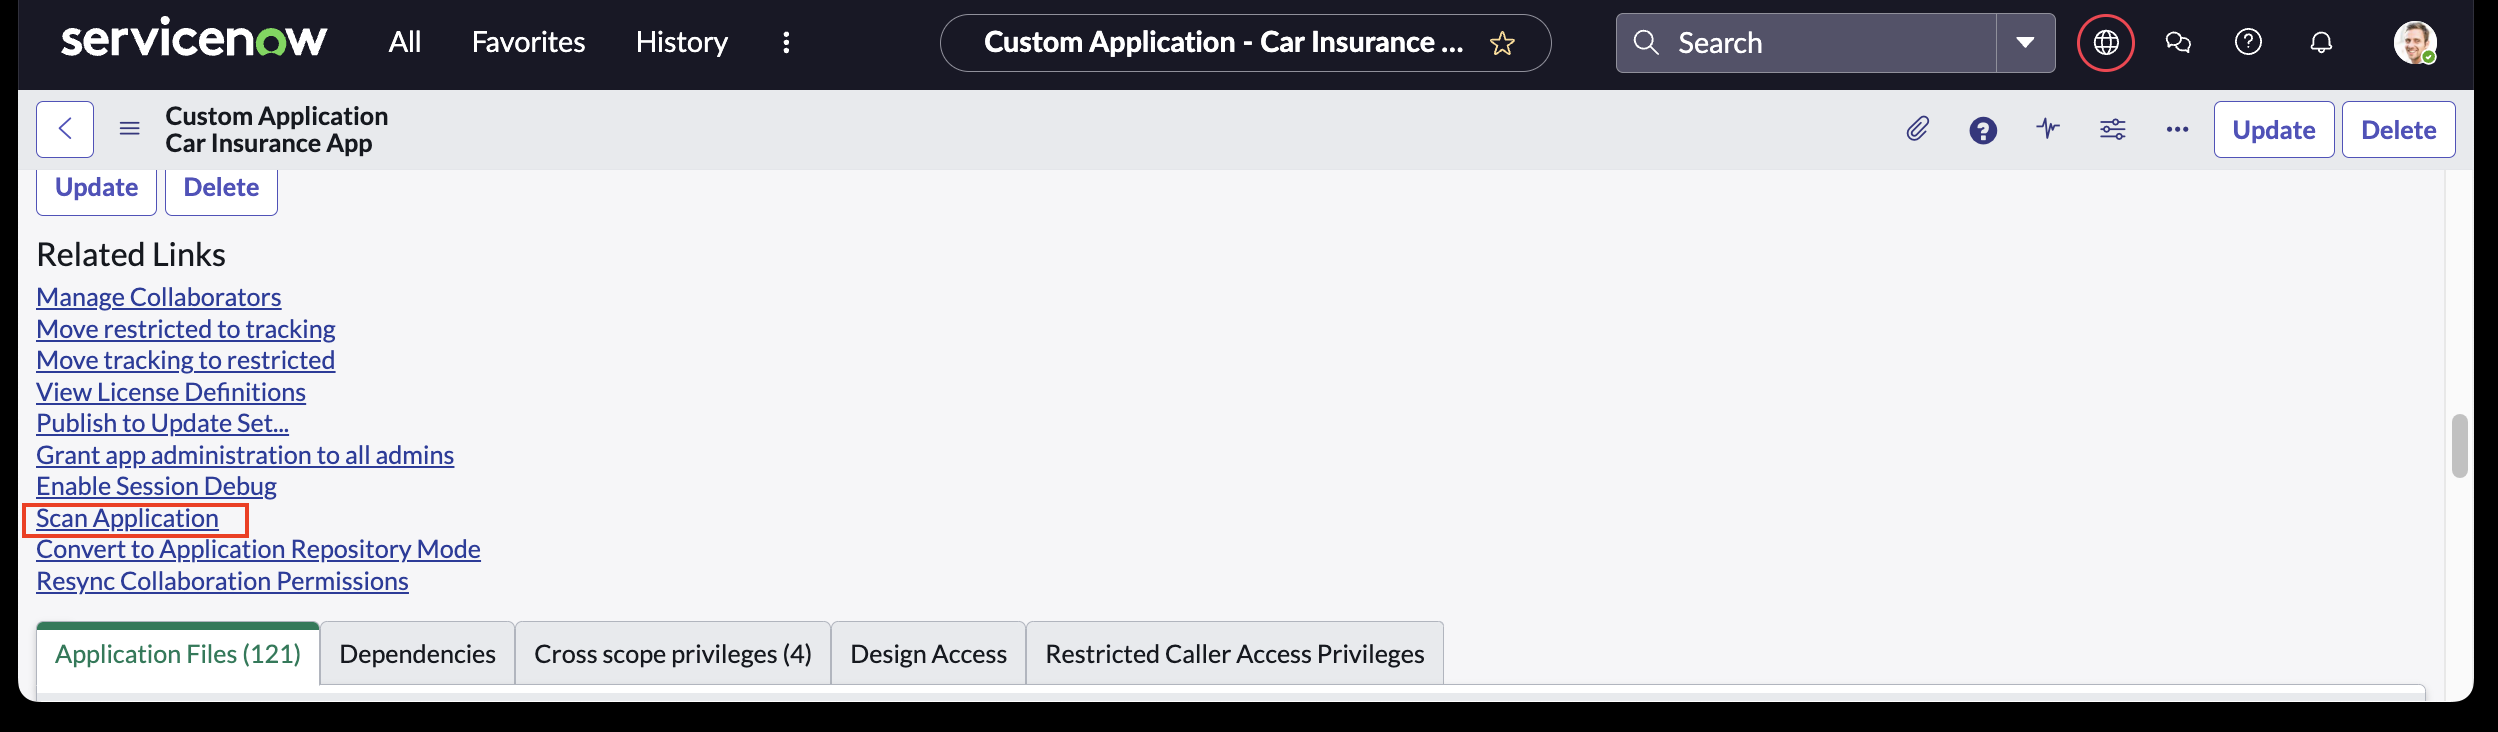 servicenow All Favorites History Custom Application - Car Insurance ... Search
Custom Application
Car Insurance App
Update Delete
Update Delete
Related Links
Manage Collaborators
Move restricted to tracking
Move tracking to restricted
View License Definitions
Publish to Update Set...
Grant app administration to all admins
Enable Session Debug
Scan Application
Convert to Application Repository Mode
Resync Collaboration Permissions
Application Files (121) Dependencies Cross scope privileges (4) Design Access Restricted Caller Access Privileges